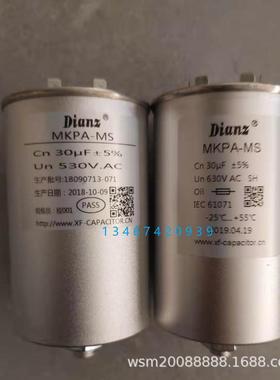 Dianz
MKPA-MS
Cn 30μF±5%
Un 530V.AC
生产批号:18090713-071
生产日期:2018-10-09
PASS
WWW.XF-CAPACITOR.CN
Dianz
MKPA-MS
Cn 30μF ±5%
Un 630V AC SH
Oil
IEC 61071
-25℃...+55℃
2019.04.19
www.xf-capacitor.cn
13467420939
wsm20088888.1688.c